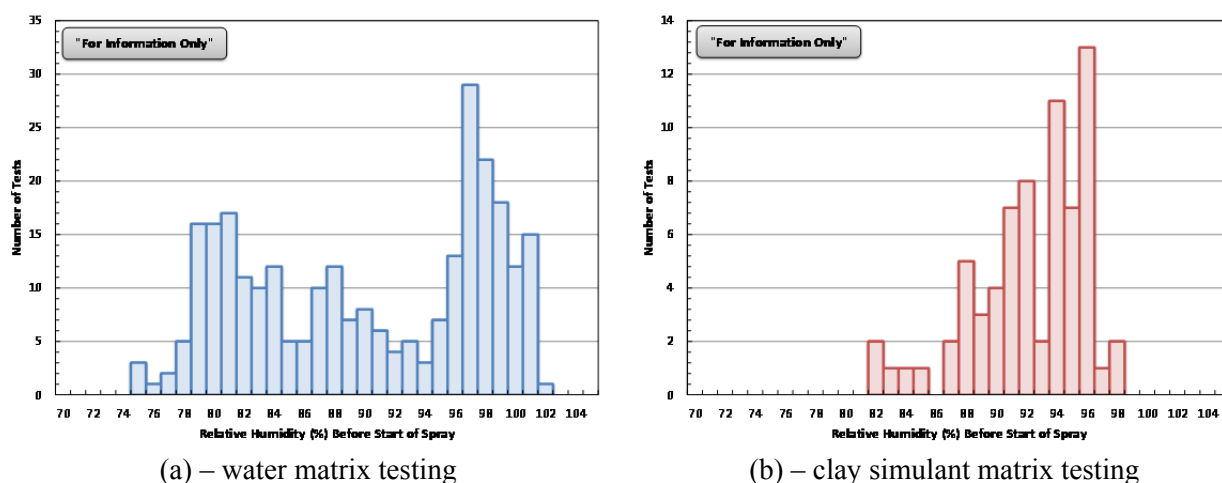 "For Information Only"
35
30
25
20
15
10
5
0
Number of Tests
70 72 74 76 78 80 82 84 86 88 90 92 94 96 98 100 102 104
Relative Humidity (%) Before Start of Spray
(a) – water matrix testing
"For Information Only"
14
12
10
8
6
4
2
0
Number of Tests
70 72 74 76 78 80 82 84 86 88 90 92 94 96 98 100 102 104
Relative Humidity (%) Before Start of Spray
(b) – clay simulant matrix testing